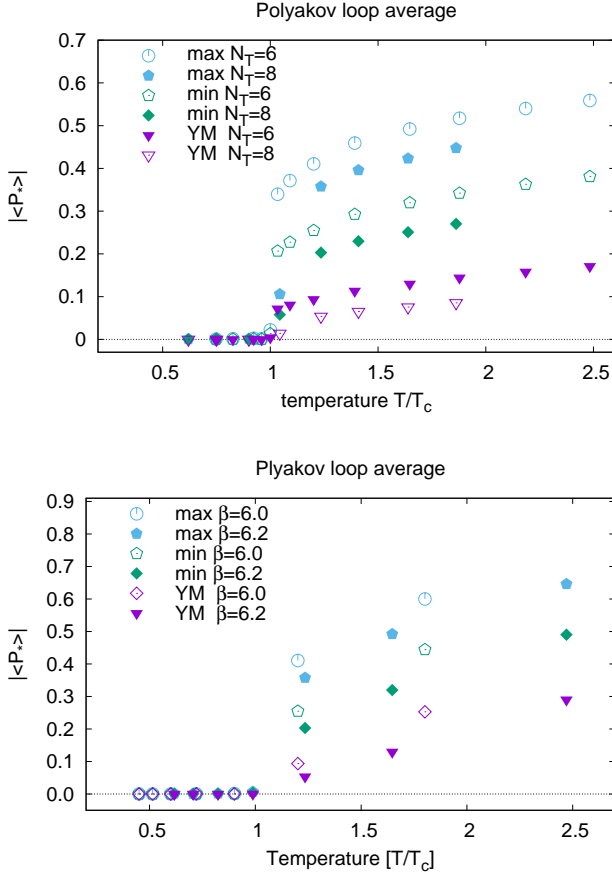 Polyakov loop average
0.7
0.6
0.5
0.4
0.3
0.2
0.1
0
|<P*>|
max N_T=6
max N_T=8
min N_T=6
min N_T=8
YM N_T=6
YM N_T=8
0.5
1
1.5
2
2.5
temperature T/T_c
Plyakov loop average
0.9
0.8
0.7
0.6
0.5
0.4
0.3
0.2
0.1
0.0
|<P*>|
max β=6.0
max β=6.2
min β=6.0
min β=6.2
YM β=6.0
YM β=6.2
0.5
1
1.5
2
2.5
Temperature [T/T_c]